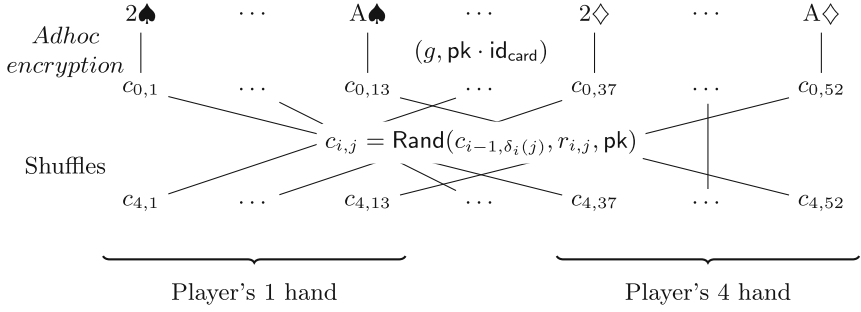 2♠ ⋯ A♠ ⋯ 2♢ ⋯ A♢
Adhoc encryption
(g, pk · id_card)
c_{0,1} ⋯ c_{0,13} ⋯ c_{0,37} ⋯ c_{0,52}
Shuffles
c_{i,j} = Rand(c_{i−1,δ_i(j)}, r_{i,j}, pk)
c_{4,1} ⋯ c_{4,13} ⋯ c_{4,37} ⋯ c_{4,52}
Player's 1 hand Player's 4 hand